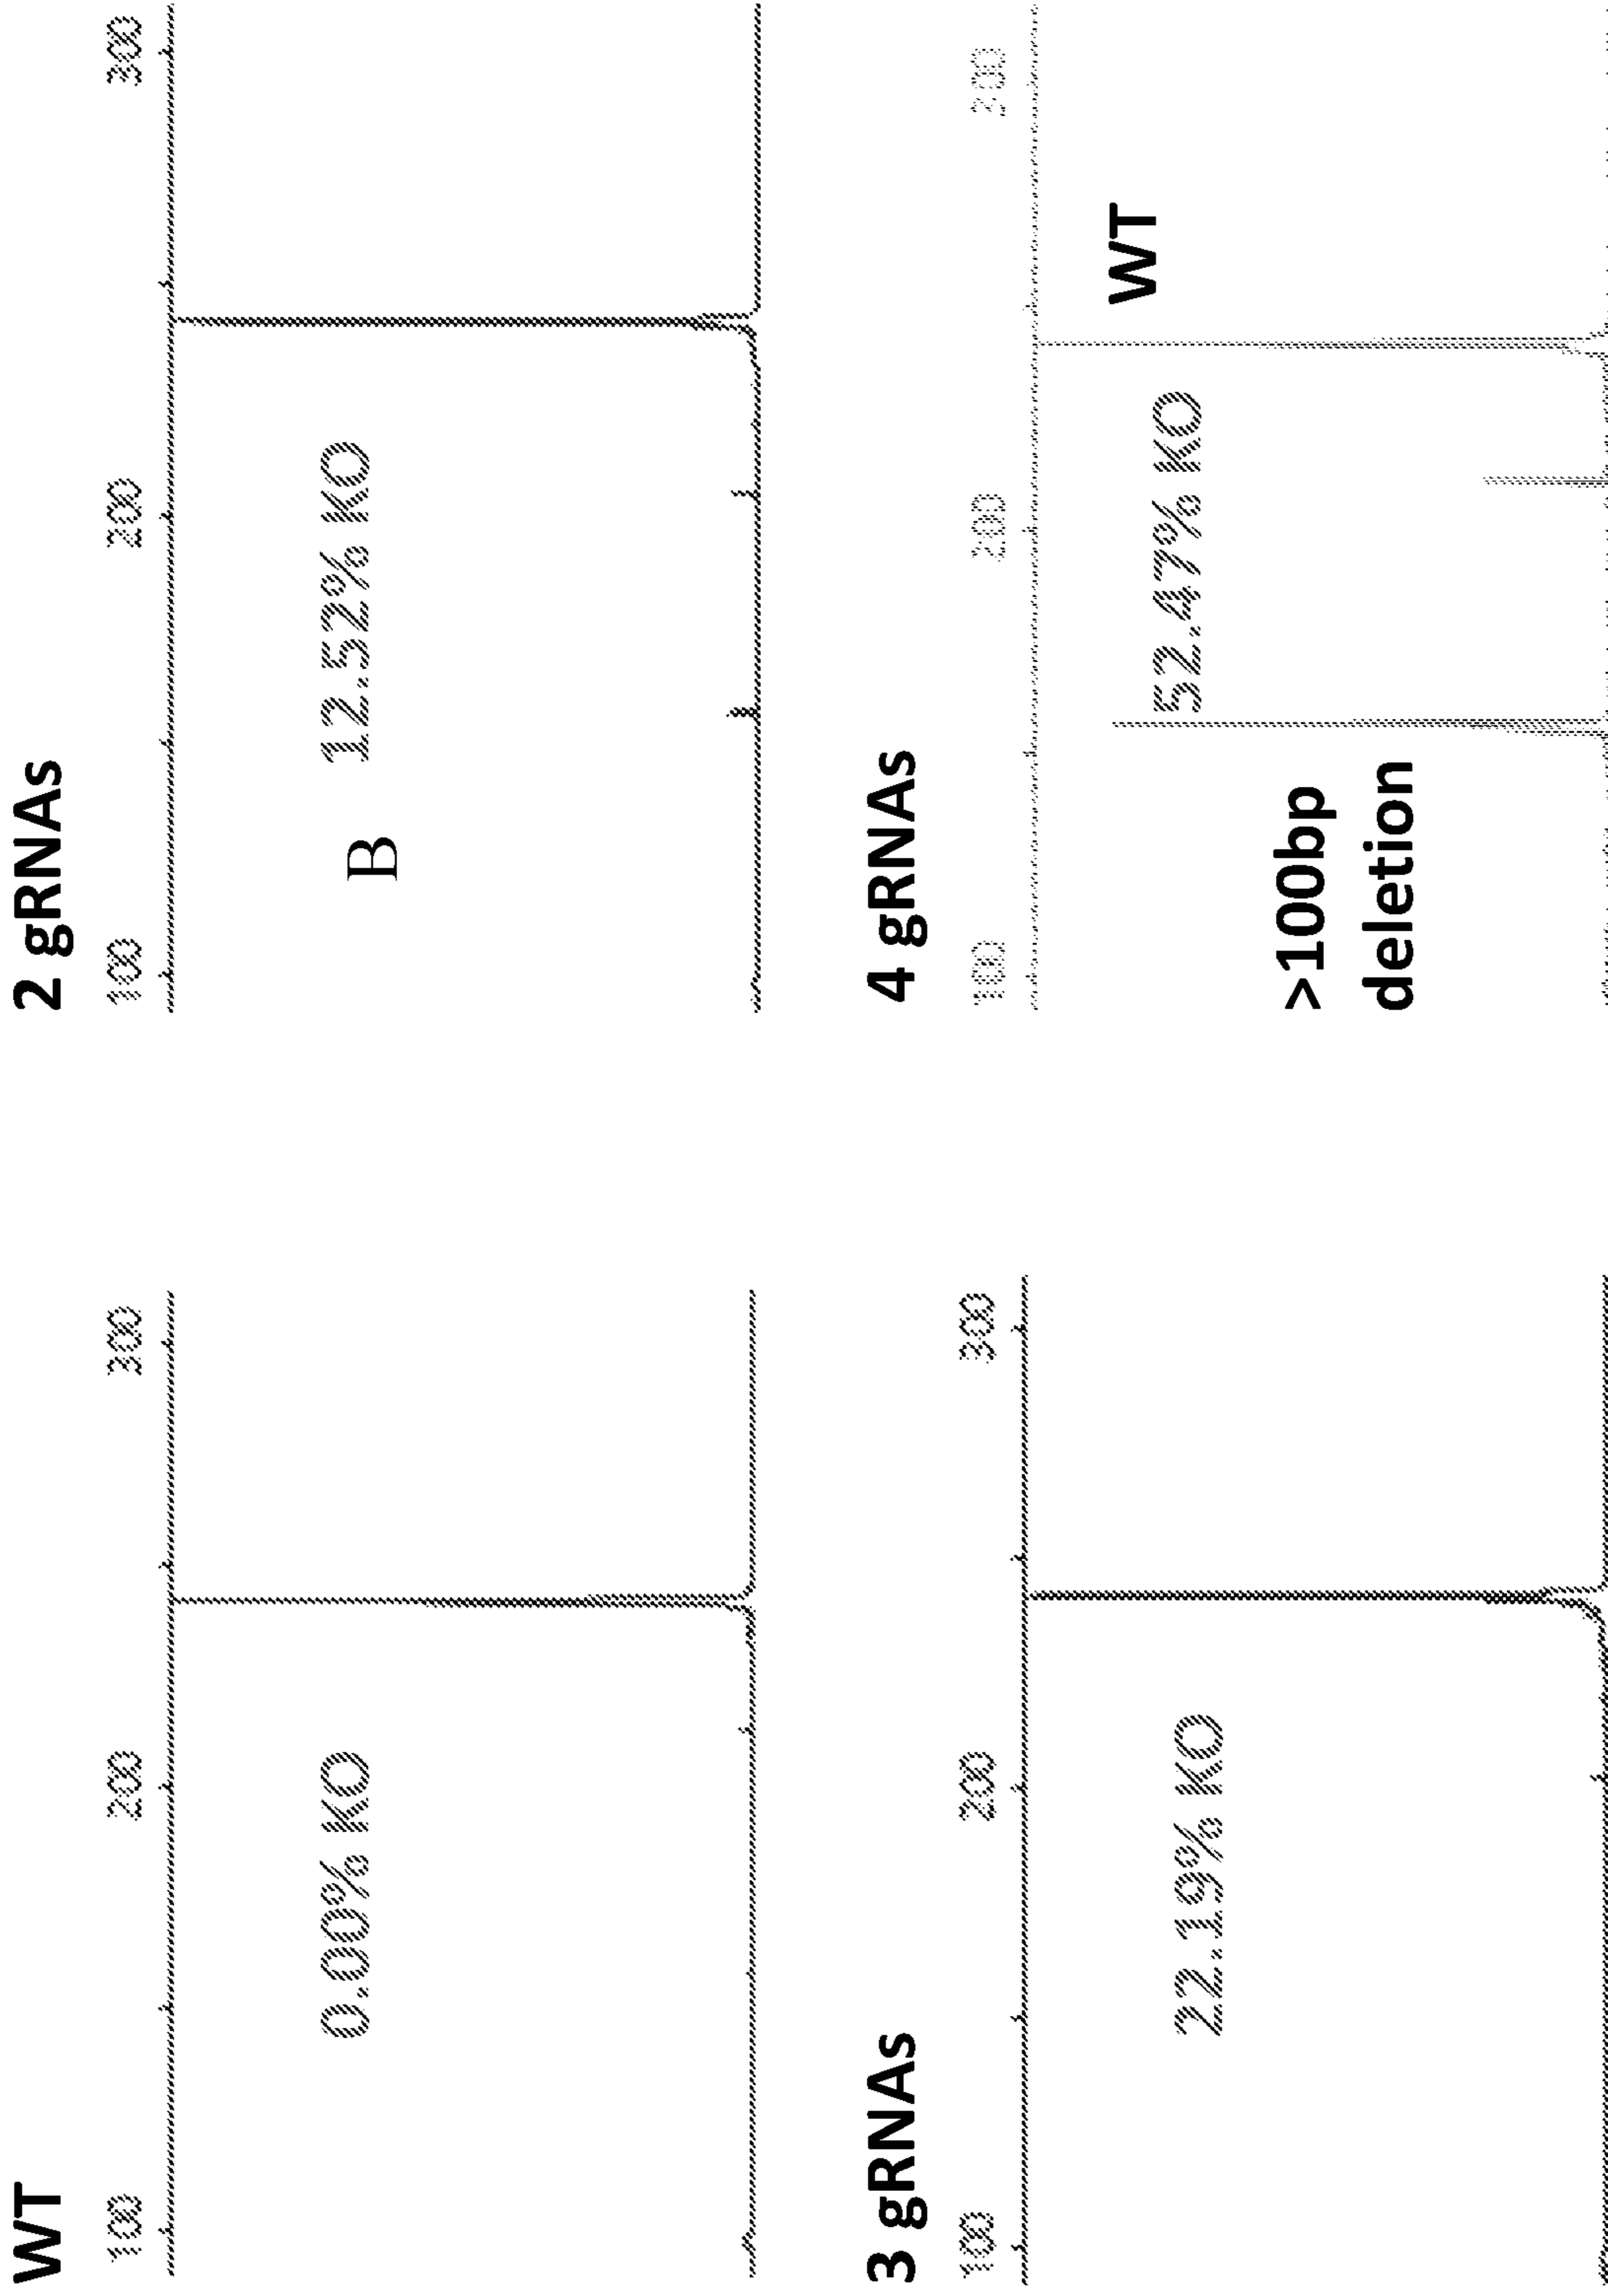 WT
100 200 300
0.00% KO
2 gRNAs
100 200 300
B 12.52% KO
3 gRNAs
100 200 300
22.19% KO
4 gRNAs
100 200 300
WT
52.47% KO
>100bp
deletion